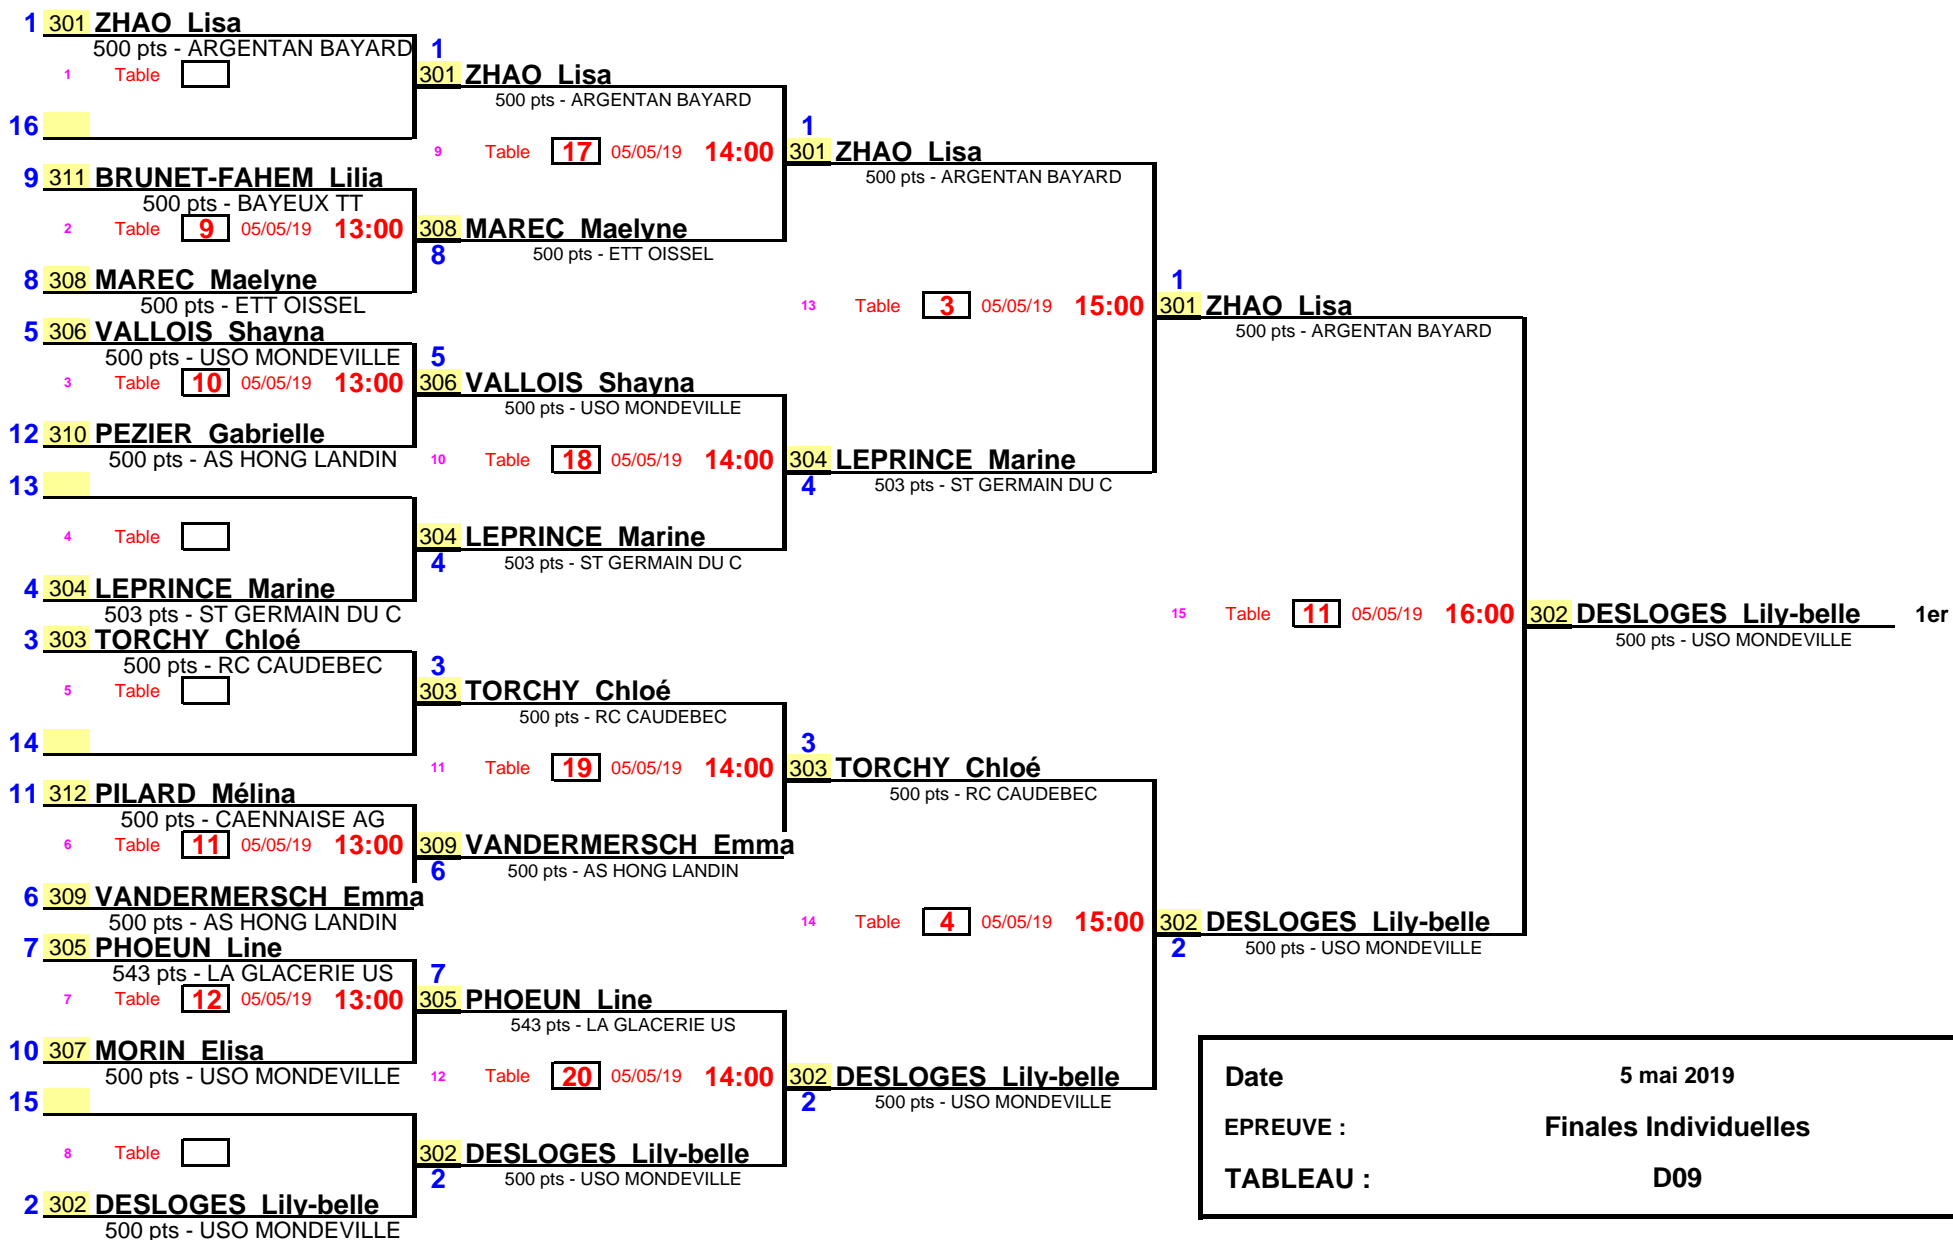 1 301 ZHAO Lisa
500 pts - ARGENTAN BAYARD
1 Table
16
9 311 BRUNET-FAHEM Lilia
500 pts - BAYEUX TT
2 Table 9 05/05/19 13:00
8 308 MAREC Maelyne
500 pts - ETT OISSEL
5 306 VALLOIS Shayna
500 pts - USO MONDEVILLE
3 Table 10 05/05/19 13:00
12 310 PEZIER Gabrielle
500 pts - AS HONG LANDIN
13
4 Table
4 304 LEPRINCE Marine
503 pts - ST GERMAIN DU C
3 303 TORCHY Chloé
500 pts - RC CAUDEBEC
5 Table
14
11 312 PILARD Mélina
500 pts - CAENNAISE AG
6 Table 11 05/05/19 13:00
6 309 VANDERMERSCH Emma
500 pts - AS HONG LANDIN
7 305 PHOEUN Line
543 pts - LA GLACERIE US
7 Table 12 05/05/19 13:00
10 307 MORIN Elisa
500 pts - USO MONDEVILLE
15
8 Table
2 302 DESLOGES Lily-belle
500 pts - USO MONDEVILLE
1
301 ZHAO Lisa
500 pts - ARGENTAN BAYARD
9 Table 17 05/05/19 14:00
308 MAREC Maelyne
8 500 pts - ETT OISSEL
5
306 VALLOIS Shayna
500 pts - USO MONDEVILLE
10 Table 18 05/05/19 14:00
304 LEPRINCE Marine
4 503 pts - ST GERMAIN DU C
3
303 TORCHY Chloé
500 pts - RC CAUDEBEC
11 Table 19 05/05/19 14:00
309 VANDERMERSCH Emma
6 500 pts - AS HONG LANDIN
7
305 PHOEUN Line
543 pts - LA GLACERIE US
12 Table 20 05/05/19 14:00
302 DESLOGES Lily-belle
2 500 pts - USO MONDEVILLE
1
301 ZHAO Lisa
500 pts - ARGENTAN BAYARD
13 Table 3 05/05/19 15:00
304 LEPRINCE Marine
4 503 pts - ST GERMAIN DU C
3
303 TORCHY Chloé
500 pts - RC CAUDEBEC
14 Table 4 05/05/19 15:00
302 DESLOGES Lily-belle
2 500 pts - USO MONDEVILLE
1
301 ZHAO Lisa
500 pts - ARGENTAN BAYARD
15 Table 11 05/05/19 16:00
302 DESLOGES Lily-belle
2 500 pts - USO MONDEVILLE
302 DESLOGES Lily-belle 1er
500 pts - USO MONDEVILLE
Date 5 mai 2019
EPREUVE : Finales Individuelles
TABLEAU : D09